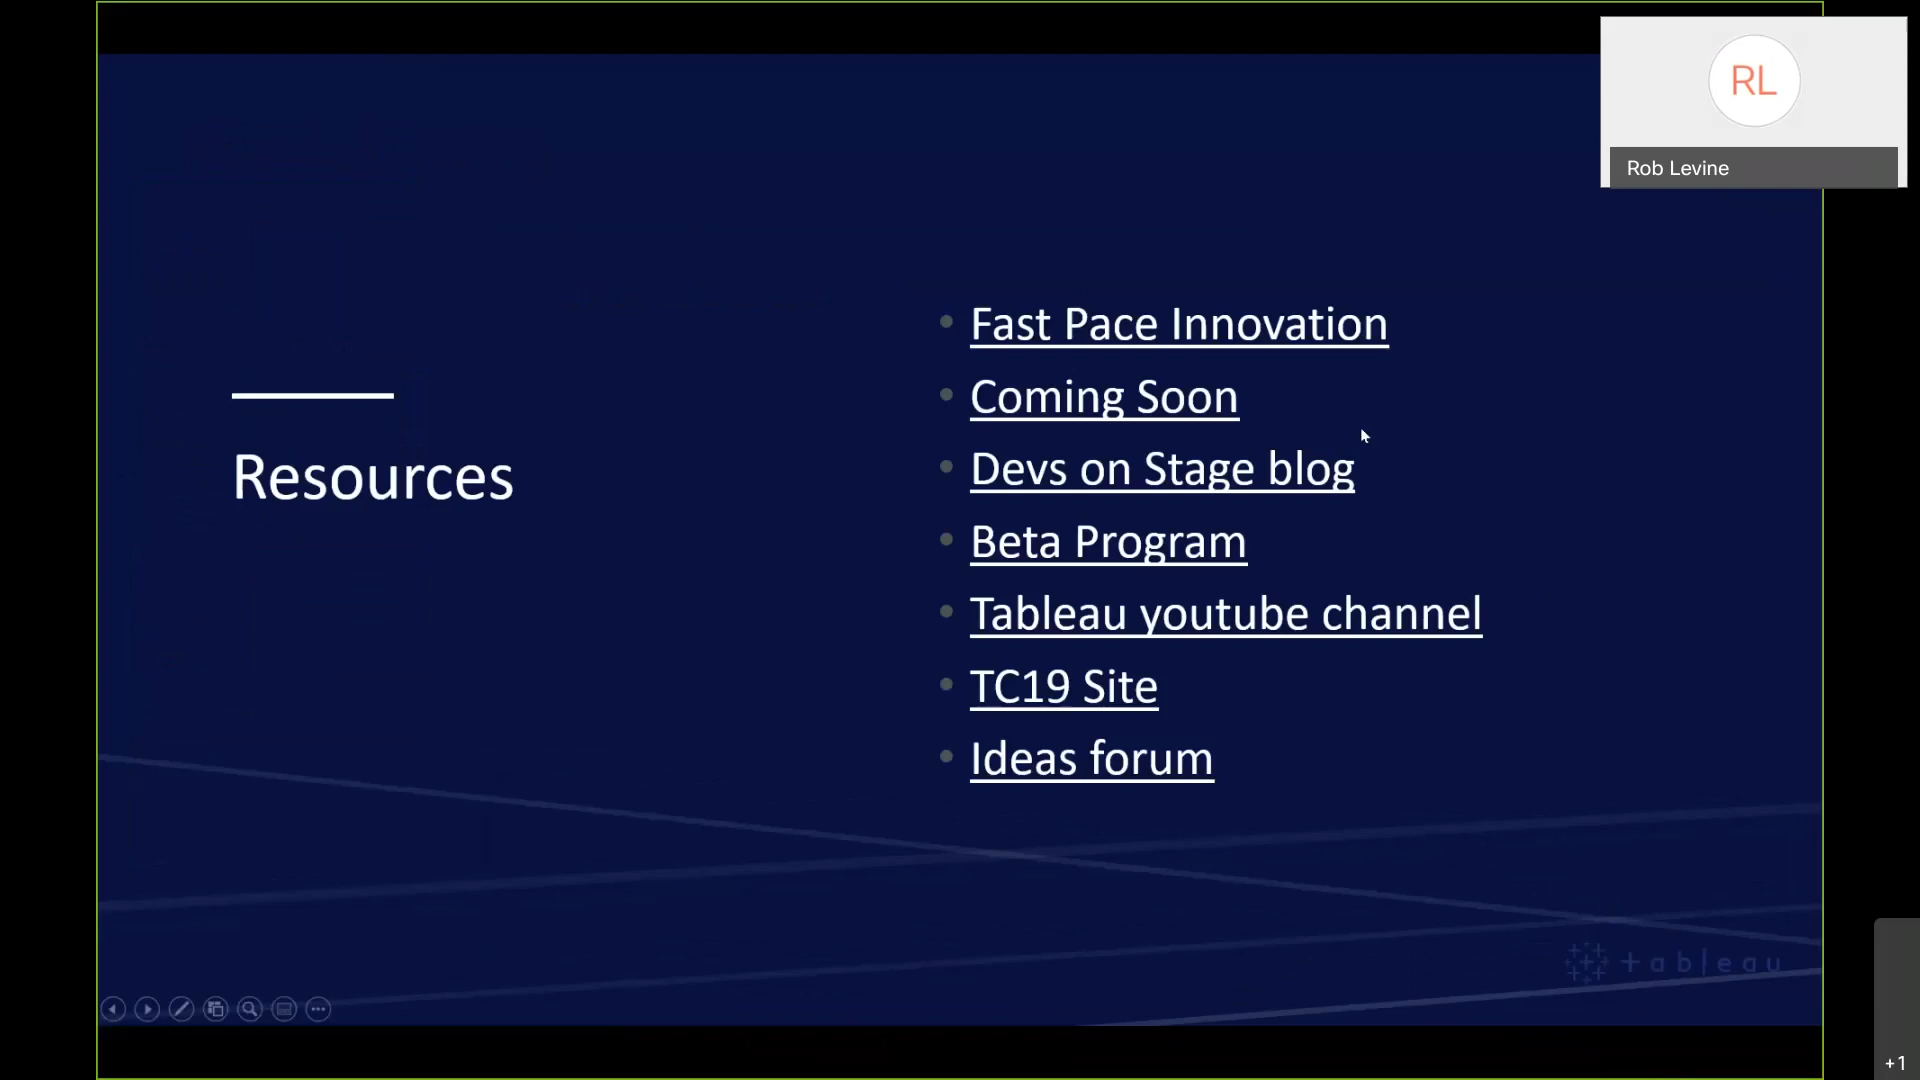 RL
Rob Levine
Resources
Fast Pace Innovation
Coming Soon
Devs on Stage blog
Beta Program
Tableau youtube channel
TC19 Site
Ideas forum
+ableau
+1